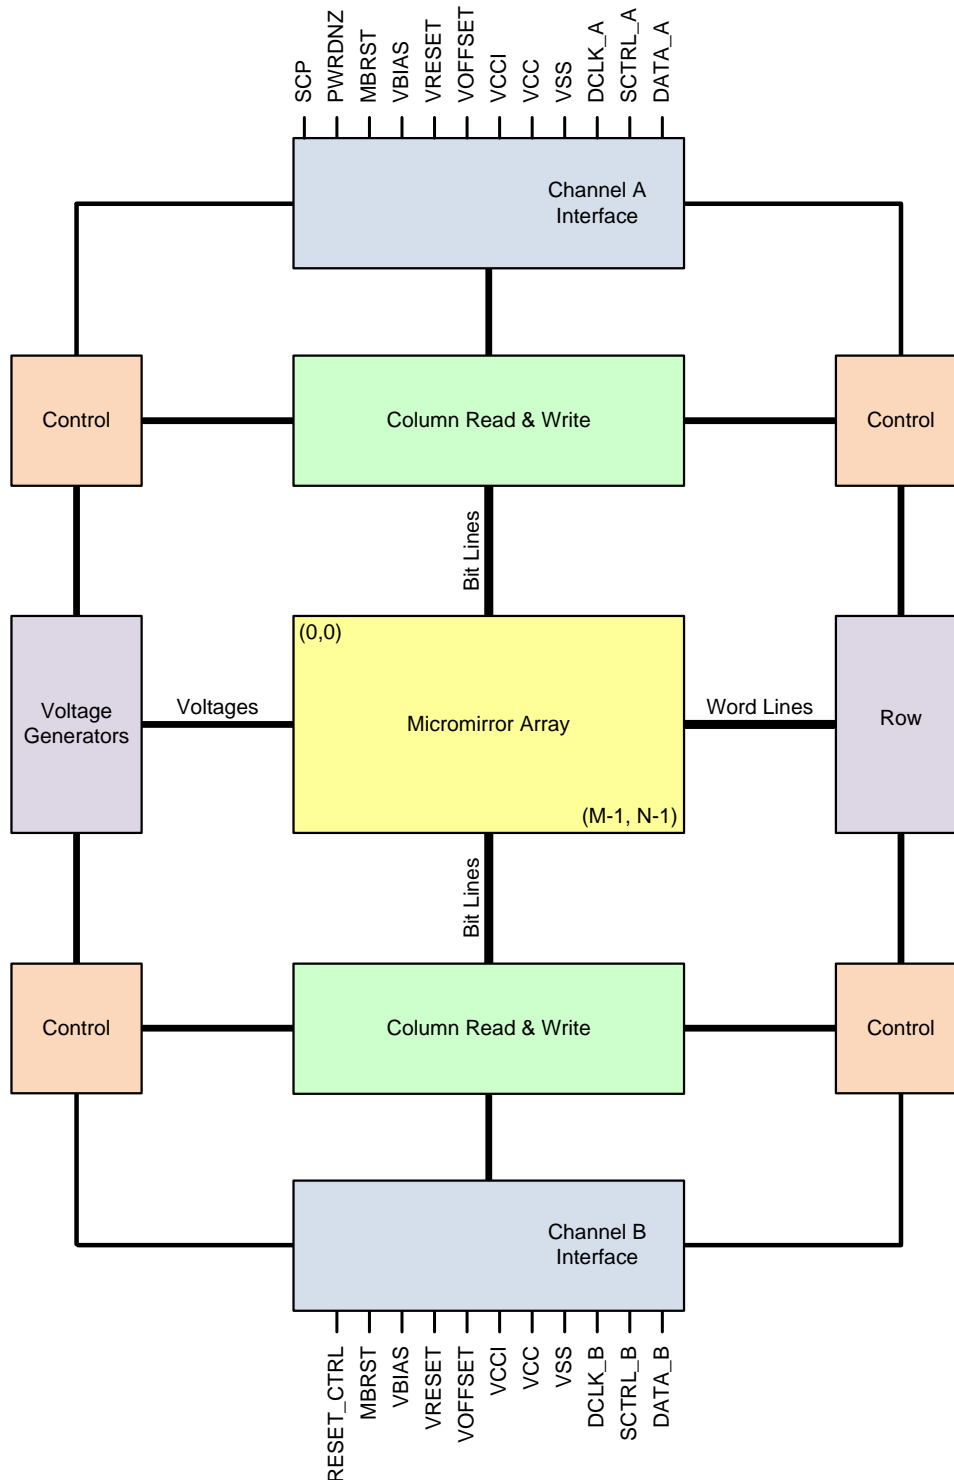 SCP
PWRDNZ
MBRST
VBIAS
VRESET
VOFFSET
VCCI
VCC
VSS
DCLK_A
SCTRL_A
DATA_A
Channel A
Interface
Control
Column Read & Write
Control
Bit Lines
(0,0)
Voltage
Generators
Voltages
Micromirror Array
Word Lines
Row
(M-1, N-1)
Bit Lines
Control
Column Read & Write
Control
Channel B
Interface
RESET_CTRL
MBRST
VBIAS
VRESET
VOFFSET
VCCI
VCC
VSS
DCLK_B
SCTRL_B
DATA_B